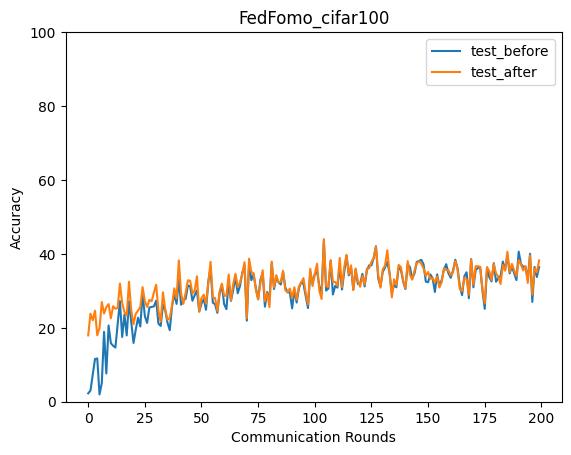 FedFomo_cifar100
100
80
60
40
20
0
Accuracy
test_before
test_after
0 25 50 75 100 125 150 175 200
Communication Rounds